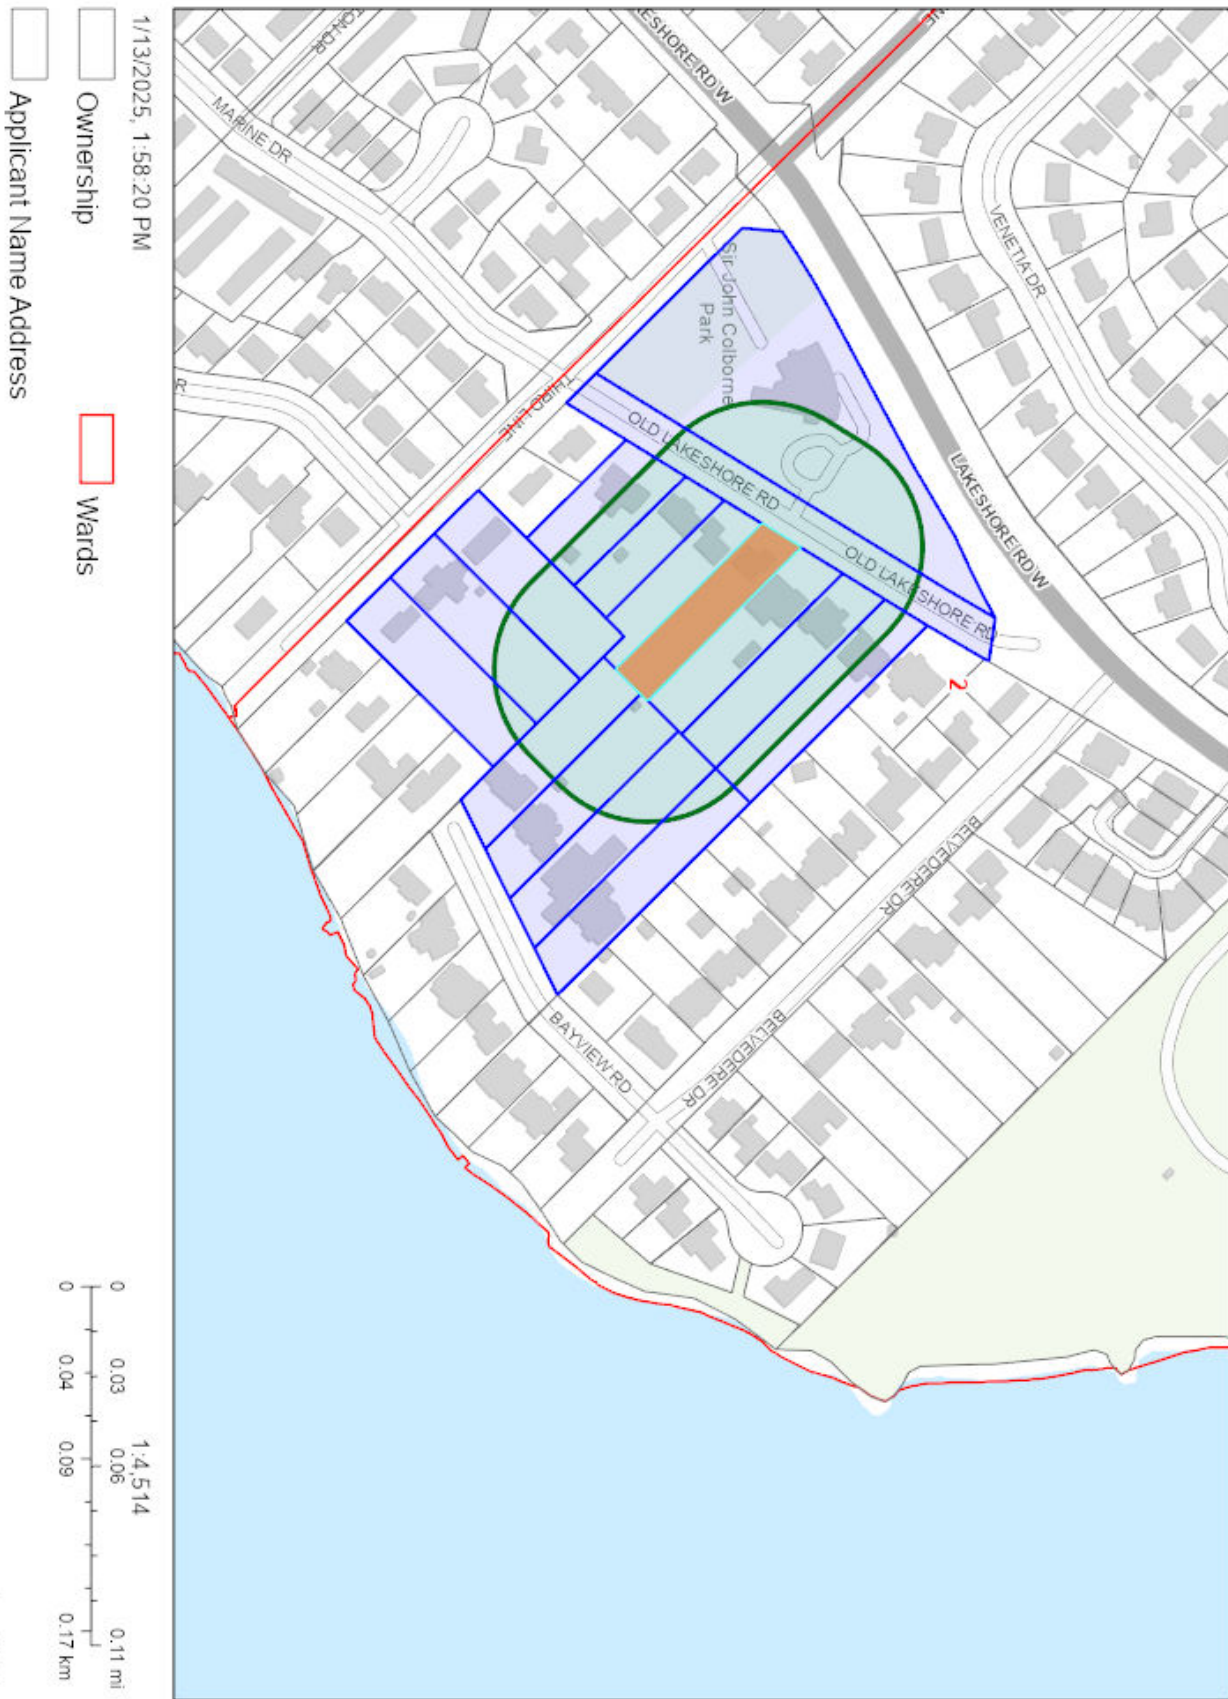 ESHORE RD W
NE
TON DR
MARINE DR
VENETIA DR
Sir John Colborne
Park
THIRD LINE
OLD LAKESHORE RD
OLD LAKESHORE RD
LAKESHORE RD W
R
2
BELVEDERE DR
BELVEDERE DR
BAYVIEW RD
1/13/2025, 1:58:20 PM
1:4,514
0 0.03 0.06 0.11 mi
0 0.04 0.09 0.17 km
Ownership
Wards
Applicant Name Address